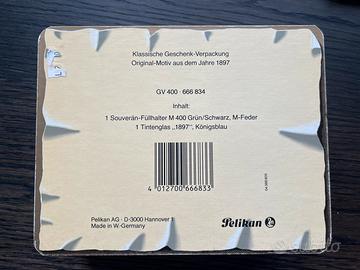 Klassische Geschenk-Verpackung
Original-Motiv aus dem Jahre 1897
GV 400 · 666 834
Inhalt:
1 Souverän-Füllhalter M 400 Grün/Schwarz, M-Feder
1 Tintenglas „1897“, Königsblau
4 012700 666833
Pelikan AG · D-3000 Hannover 1
Made in W.-Germany
Pelikan
subito